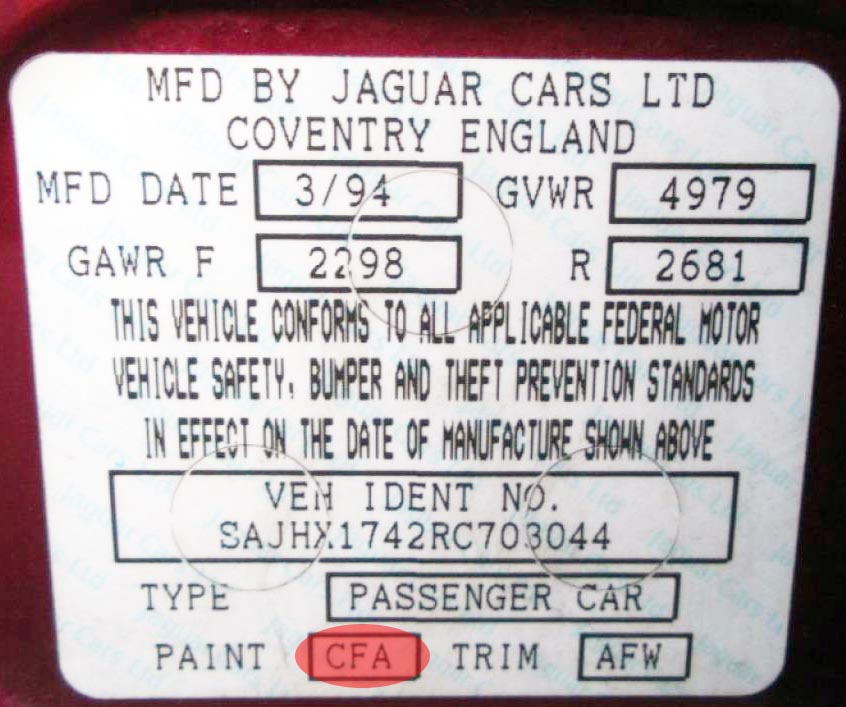 MFD BY JAGUAR CARS LTD
COVENTRY ENGLAND
MFD DATE 3/94 GVWR 4979
GAWR F 2298 R 2681
THIS VEHICLE CONFORMS TO ALL APPLICABLE FEDERAL MOTOR
VEHICLE SAFETY, BUMPER AND THEFT PREVENTION STANDARDS
IN EFFECT ON THE DATE OF MANUFACTURE SHOWN ABOVE
VEH IDENT NO.
SAJHX1742RC703044
TYPE PASSENGER CAR
PAINT CFA TRIM AFW